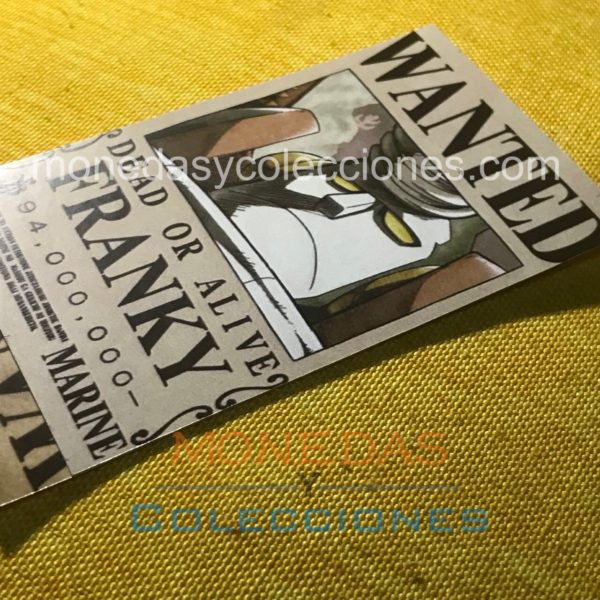 WANTED
DEAD OR ALIVE
FRANKY
94,000,000-
MARINE
monedasycolecciones.com
MONEDAS
Y
COLECCIONES